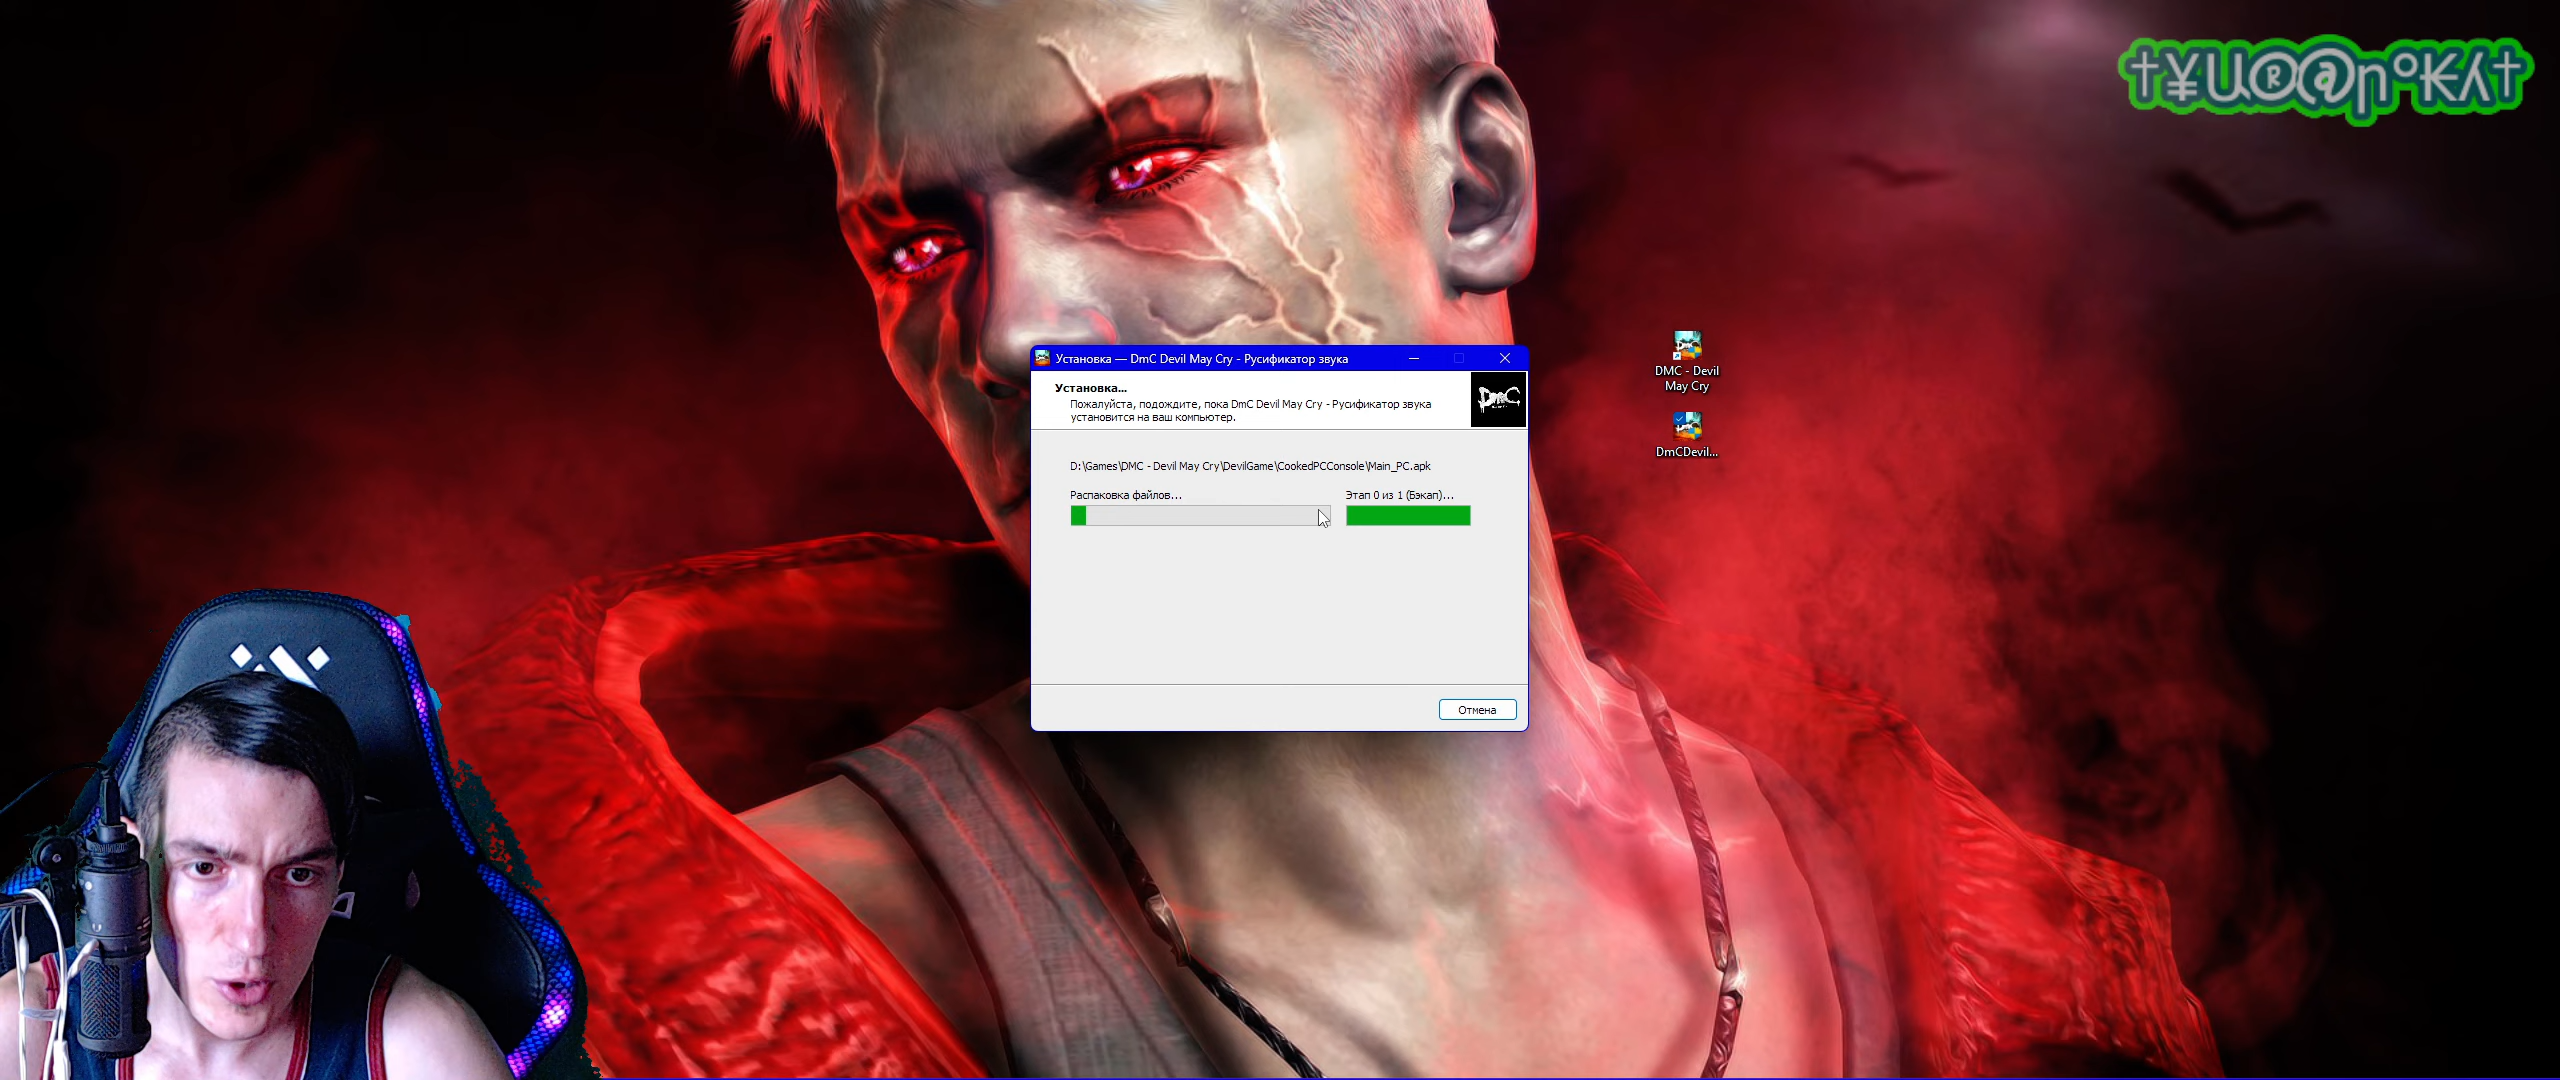 †¥U®@ȠºKΛ†
Установка — DmC Devil May Cry - Русификатор звука
Установка...
Пожалуйста, подождите, пока DmC Devil May Cry - Русификатор звука
установится на ваш компьютер.
DmC
D:\Games\DMC - Devil May Cry\DevilGame\CookedPCConsole\Main_PC.apk
Распаковка файлов...
Этап 0 из 1 (Бэкап)...
Отмена
DMC - Devil
May Cry
DmCDevil...